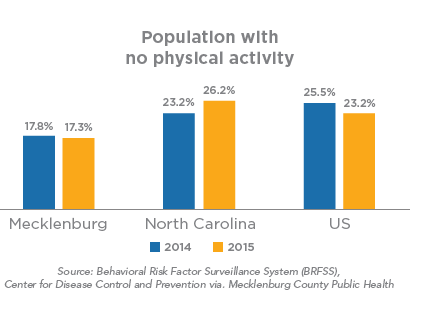 Population with
no physical activity
17.8% 17.3% 23.2% 26.2% 25.5% 23.2%
Mecklenburg North Carolina US
2014 2015
Source: Behavioral Risk Factor Surveillance System (BRFSS),
Center for Disease Control and Prevention via. Mecklenburg County Public Health